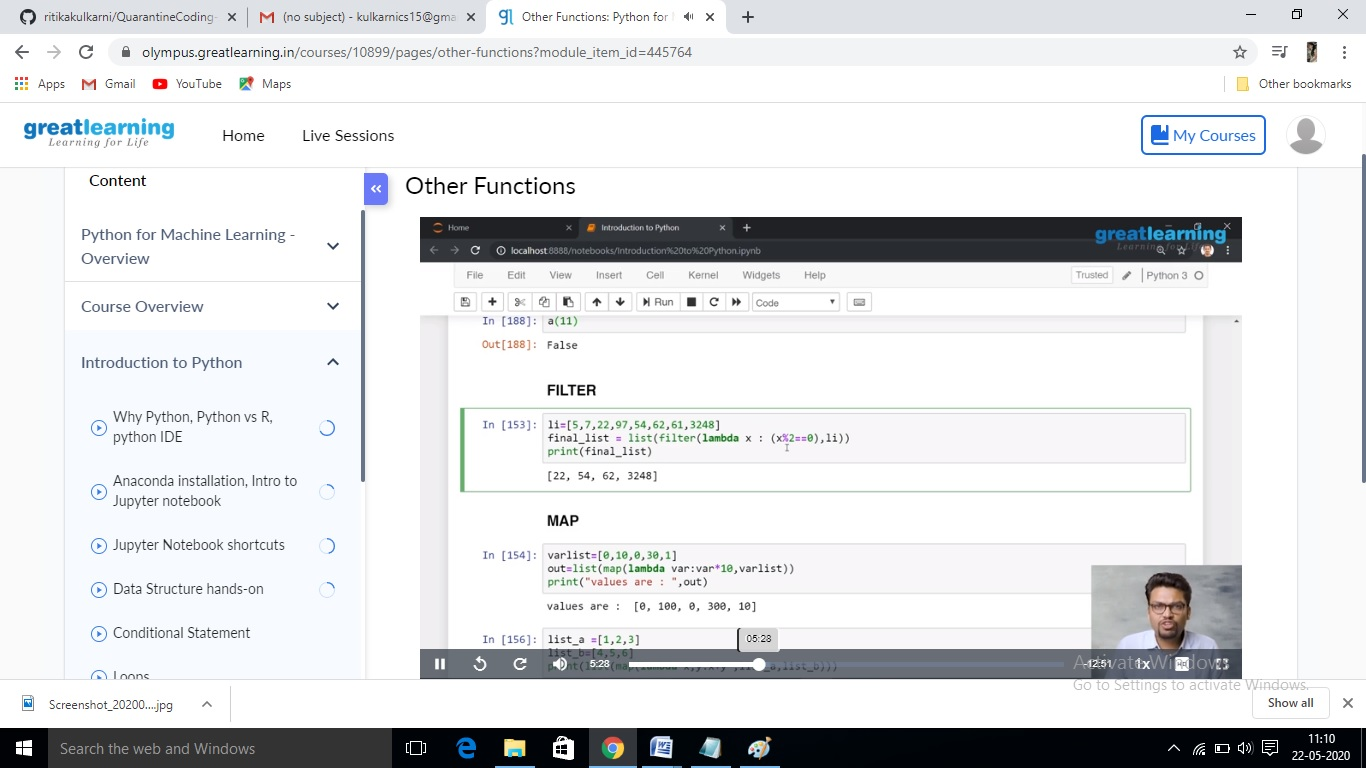 ritikakulkarni/QuarantineCoding-
(no subject) - kulkarnics15@gma
Other Functions: Python for
olympus.greatlearning.in/courses/10899/pages/other-functions?module_item_id=445764
Apps
Gmail
YouTube
Maps
Other bookmarks
greatlearning
Learning for Life
Home
Live Sessions
My Courses
Content
Python for Machine Learning -
Overview
Course Overview
Introduction to Python
Why Python, Python vs R,
python IDE
Anaconda installation, Intro to
Jupyter notebook
Jupyter Notebook shortcuts
Data Structure hands-on
Conditional Statement
Loops
Other Functions
Home
Introduction to Python
localhost:8888/notebooks/Introduction%20to%20Python.ipynb
greatlearning
Learning for Life
File Edit View Insert Cell Kernel Widgets Help
Trusted
Python 3
Run
Code
In [188]: a(11)
Out[188]: False
FILTER
In [153]: li=[5,7,22,97,54,62,61,3248]
final_list = list(filter(lambda x : (x%2==0),li))
print(final_list)
[22, 54, 62, 3248]
MAP
In [154]: varlist=[0,10,0,30,1]
out=list(map(lambda var:var*10,varlist))
print("values are : ",out)
values are :  [0, 100, 0, 300, 10]
In [156]: list_a =[1,2,3]
list_b=[4,5,6]
05:28
5:28
-12:51
1x
Activate Windows
Go to Settings to activate Windows.
Screenshot_20200....jpg
Show all
Search the web and Windows
11:10
22-05-2020